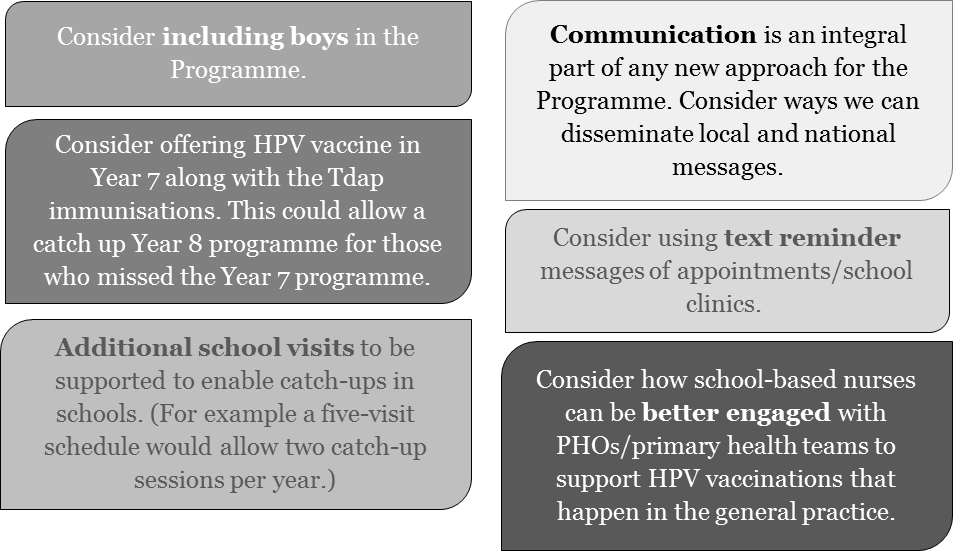 Consider including boys in the
Programme.
Consider offering HPV vaccine in
Year 7 along with the Tdap
immunisations. This could allow a
catch up Year 8 programme for those
who missed the Year 7 programme.
Additional school visits to be
supported to enable catch-ups in
schools. (For example a five-visit
schedule would allow two catch-up
sessions per year.)
Communication is an integral
part of any new approach for the
Programme. Consider ways we can
disseminate local and national
messages.
Consider using text reminder
messages of appointments/school
clinics.
Consider how school-based nurses
can be better engaged with
PHOs/primary health teams to
support HPV vaccinations that
happen in the general practice.